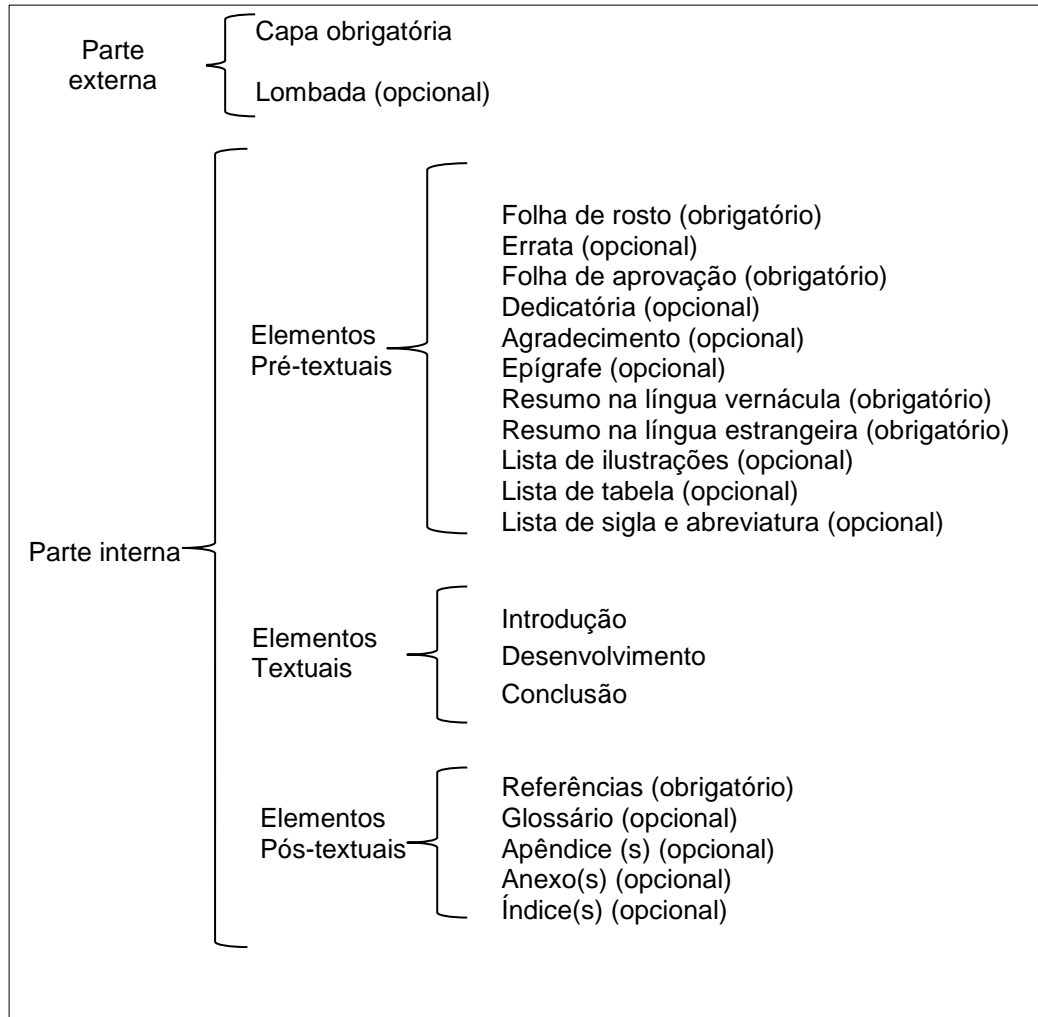 Parte
externa
Capa obrigatória
Lombada (opcional)
Parte interna
Elementos
Pré-textuais
Folha de rosto (obrigatório)
Errata (opcional)
Folha de aprovação (obrigatório)
Dedicatória (opcional)
Agradecimento (opcional)
Epígrafe (opcional)
Resumo na língua vernácula (obrigatório)
Resumo na língua estrangeira (obrigatório)
Lista de ilustrações (opcional)
Lista de tabela (opcional)
Lista de sigla e abreviatura (opcional)
Elementos
Textuais
Introdução
Desenvolvimento
Conclusão
Elementos
Pós-textuais
Referências (obrigatório)
Glossário (opcional)
Apêndice (s) (opcional)
Anexo(s) (opcional)
Índice(s) (opcional)